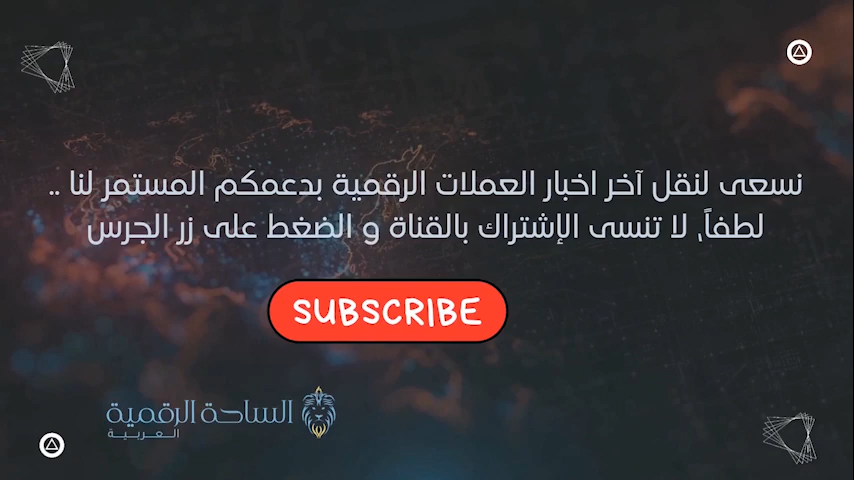 نسعى لنقل آخر اخبار العملات الرقمية بدعمكم المستمر لنا ..
لطفاً, لا تنسى الإشتراك بالقناة و الضغط على زر الجرس
SUBSCRIBE
الساحة الرقمية
العربية